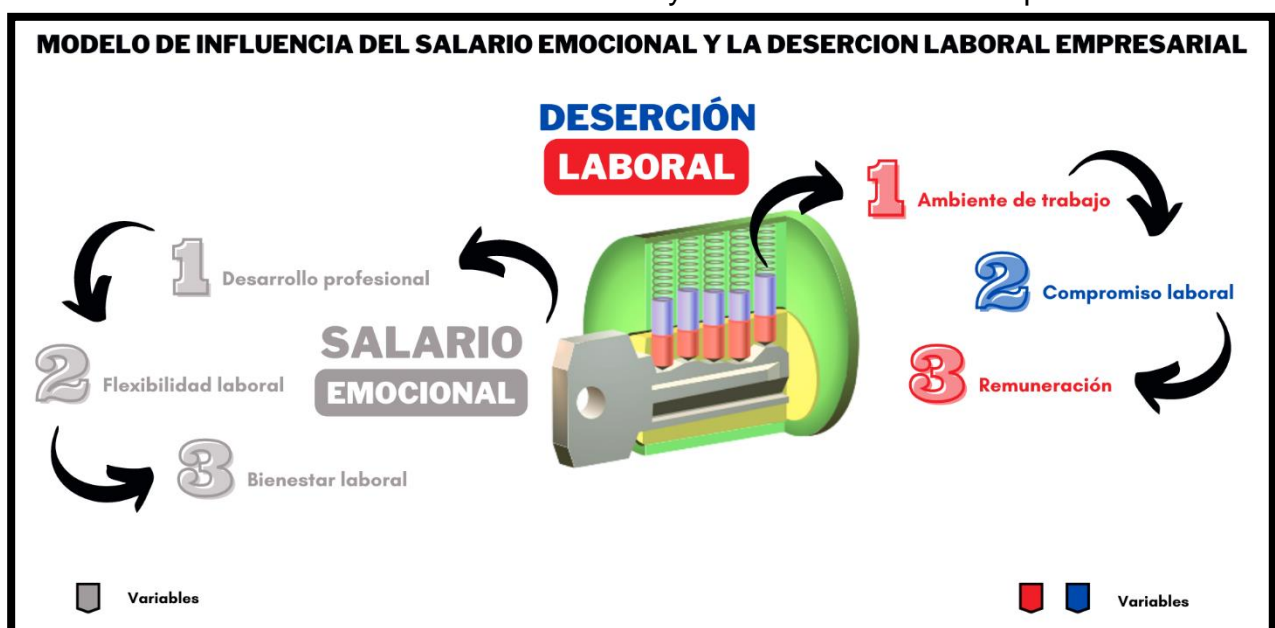 MODELO DE INFLUENCIA DEL SALARIO EMOCIONAL Y LA DESERCION LABORAL EMPRESARIAL
DESERCIÓN
LABORAL
1 Ambiente de trabajo
2 Compromiso laboral
3 Remuneración
SALARIO
EMOCIONAL
1 Desarrollo profesional
2 Flexibilidad laboral
3 Bienestar laboral
Variables
Variables